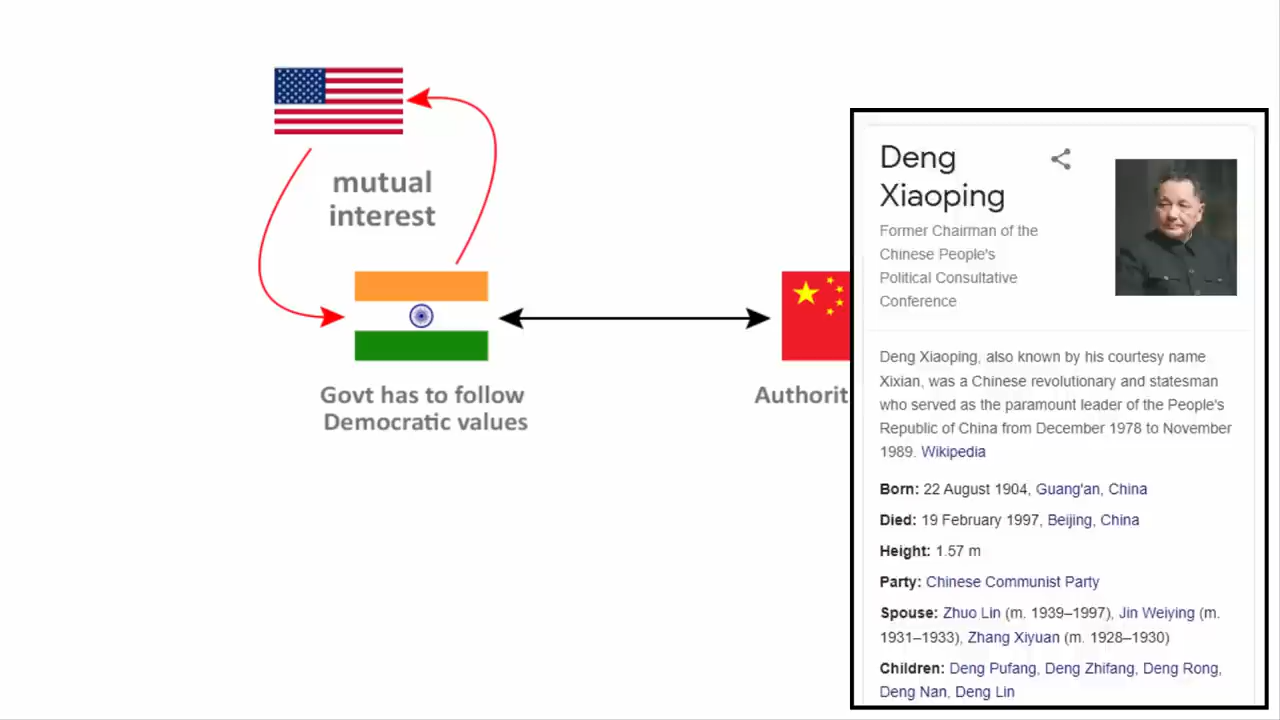 mutual
interest
Govt has to follow
Democratic values
Deng
Xiaoping
Former Chairman of the
Chinese People's
Political Consultative
Conference
Deng Xiaoping, also known by his courtesy name
Xixian, was a Chinese revolutionary and statesman
who served as the paramount leader of the People's
Republic of China from December 1978 to November
1989. Wikipedia
Born: 22 August 1904, Guang'an, China
Died: 19 February 1997, Beijing, China
Height: 1.57 m
Party: Chinese Communist Party
Spouse: Zhuo Lin (m. 1939–1997), Jin Weiying (m.
1931–1933), Zhang Xiyuan (m. 1928–1930)
Children: Deng Pufang, Deng Zhifang, Deng Rong,
Deng Nan, Deng Lin
Authorit